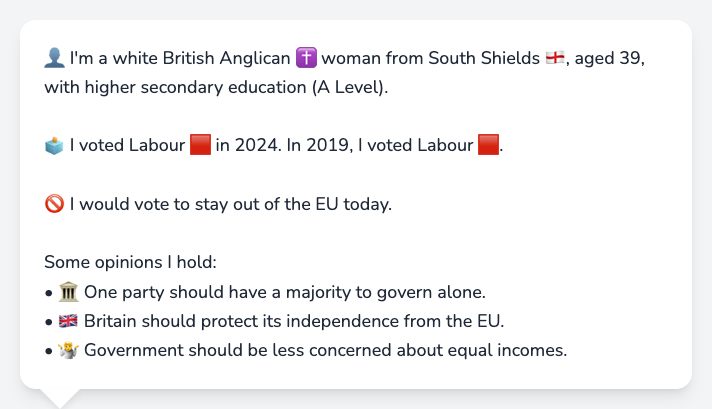 👤 I'm a white British Anglican ✝️ woman from South Shields 🏴󠁧󠁢󠁥󠁮󠁧󠁿, aged 39,
with higher secondary education (A Level).
🗳️ I voted Labour 🟥 in 2024. In 2019, I voted Labour 🟥.
🚫 I would vote to stay out of the EU today.
Some opinions I hold:
• 🏛️ One party should have a majority to govern alone.
• 🇬🇧 Britain should protect its independence from the EU.
• 🤷 Government should be less concerned about equal incomes.